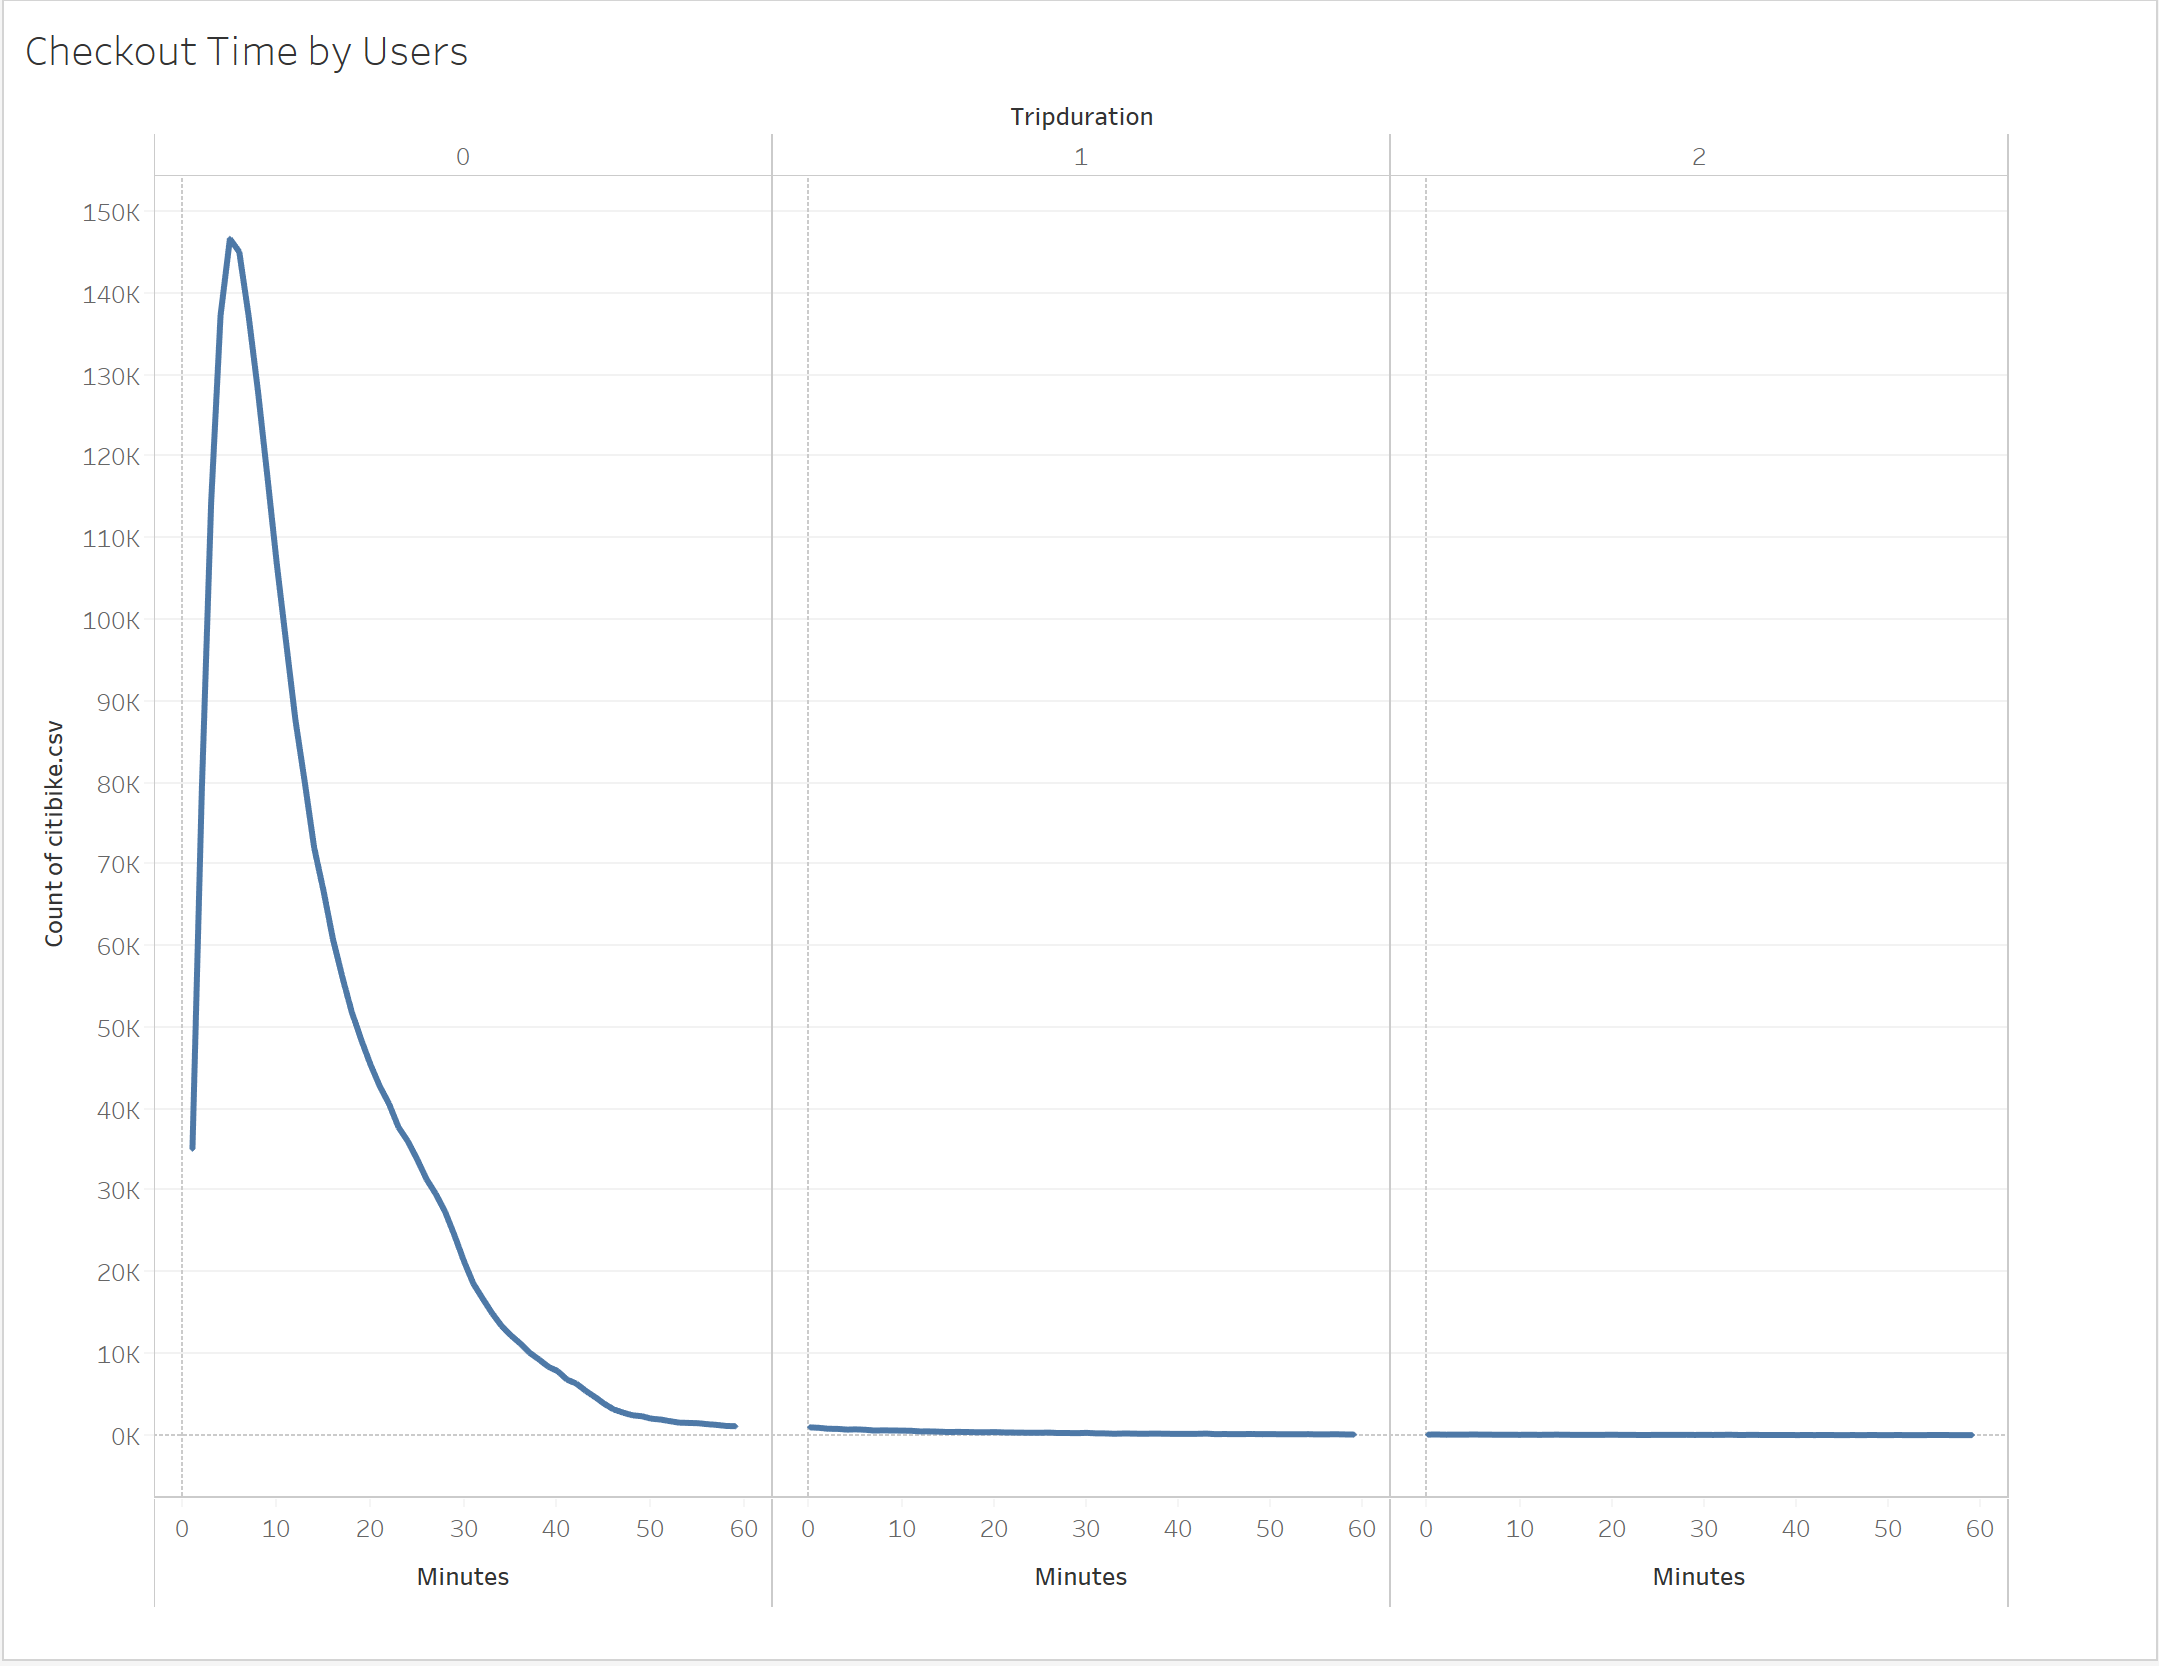 Checkout Time by Users
Tripduration
0 1 2
150K
140K
130K
120K
110K
100K
90K
80K
70K
60K
50K
40K
30K
20K
10K
0K
Count of citibike.csv
0 10 20 30 40 50 60 0 10 20 30 40 50 60 0 10 20 30 40 50 60
Minutes Minutes Minutes